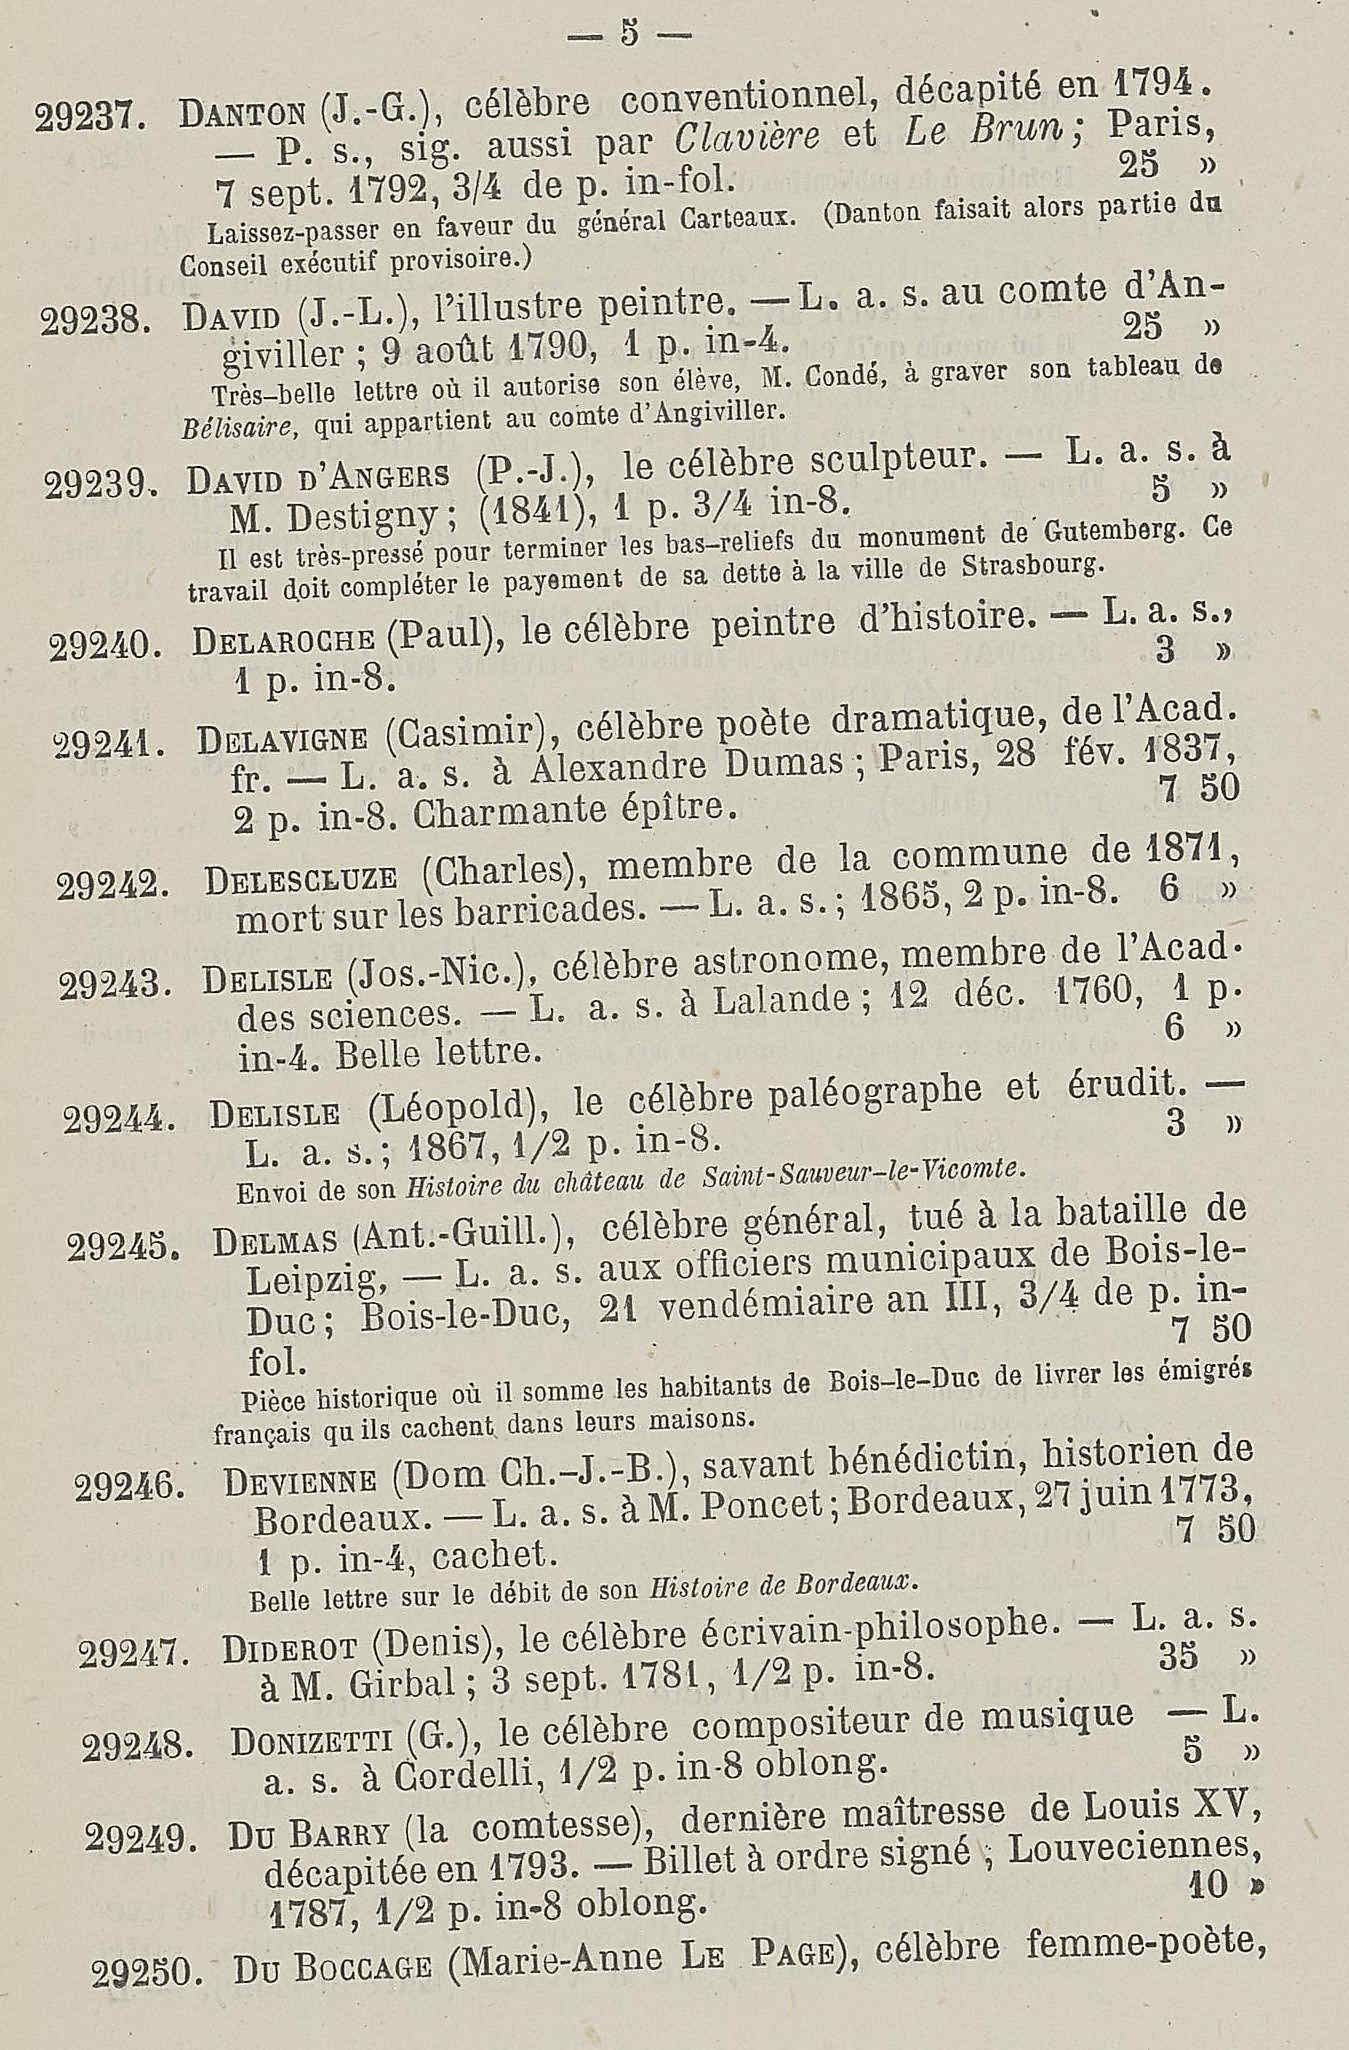 — 5 —
29237. DANTON (J.-G.), célèbre conventionnel, décapité en 1794.
— P. s., sig. aussi par Clavière et Le Brun; Paris,
7 sept. 1792, 3/4 de p. in-fol. 25 »
Laissez-passer en faveur du général Carteaux. (Danton faisait alors partie du
Conseil exécutif provisoire.)
29238. DAVID (J.-L.), l'illustre peintre. — L. a. s. au comte d'An-
giviller ; 9 août 1790, 1 p. in-4. 25 »
Très-belle lettre où il autorise son élève, M. Condé, à graver son tableau de
Bélisaire, qui appartient au comte d'Angiviller.
29239. DAVID D'ANGERS (P.-J.), le célèbre sculpteur. — L. a. s. à
M. Destigny; (1841), 1 p. 3/4 in-8. 5 »
Il est très-pressé pour terminer les bas-reliefs du monument de Gutemberg. Ce
travail doit compléter le payement de sa dette à la ville de Strasbourg.
29240. DELAROCHE (Paul), le célèbre peintre d'histoire. — L. a. s.,
1 p. in-8. 3 »
29241. DELAVIGNE (Casimir), célèbre poète dramatique, de l'Acad.
fr. — L. a. s. à Alexandre Dumas ; Paris, 28 fév. 1837,
2 p. in-8. Charmante épître. 7 50
29242. DELESCLUZE (Charles), membre de la commune de 1871,
mort sur les barricades. — L. a. s. ; 1865, 2 p. in-8. 6 »
29243. DELISLE (Jos.-Nic.), célèbre astronome, membre de l'Acad.
des sciences. — L. a. s. à Lalande ; 12 déc. 1760, 1 p.
in-4. Belle lettre. 6 »
29244. DELISLE (Léopold), le célèbre paléographe et érudit. —
L. a. s. ; 1867, 1/2 p. in-8. 3 »
Envoi de son Histoire du château de Saint-Sauveur-le-Vicomte.
29245. DELMAS (Ant.-Guill.), célèbre général, tué à la bataille de
Leipzig, — L. a. s. aux officiers municipaux de Bois-le-
Duc ; Bois-le-Duc, 21 vendémiaire an III, 3/4 de p. in-
fol. 7 50
Pièce historique où il somme les habitants de Bois-le-Duc de livrer les émigrés
français qu ils cachent dans leurs maisons.
29246. DEVIENNE (Dom Ch.-J.-B.), savant bénédictin, historien de
Bordeaux. — L. a. s. à M. Poncet ; Bordeaux, 27 juin 1773,
1 p. in-4, cachet. 7 50
Belle lettre sur le débit de son Histoire de Bordeaux.
29247. DIDEROT (Denis), le célèbre écrivain-philosophe. — L. a. s.
à M. Girbal ; 3 sept. 1781, 1/2 p. in-8. 35 »
29248. DONIZETTI (G.), le célèbre compositeur de musique — L.
a. s. à Cordelli, 1/2 p. in-8 oblong. 5 »
29249. DU BARRY (la comtesse), dernière maîtresse de Louis XV,
décapitée en 1793. — Billet à ordre signé ; Louveciennes,
1787, 1/2 p. in-8 oblong. 10 »
29250. DU BOCCAGE (Marie-Anne LE PAGE), célèbre femme-poète,